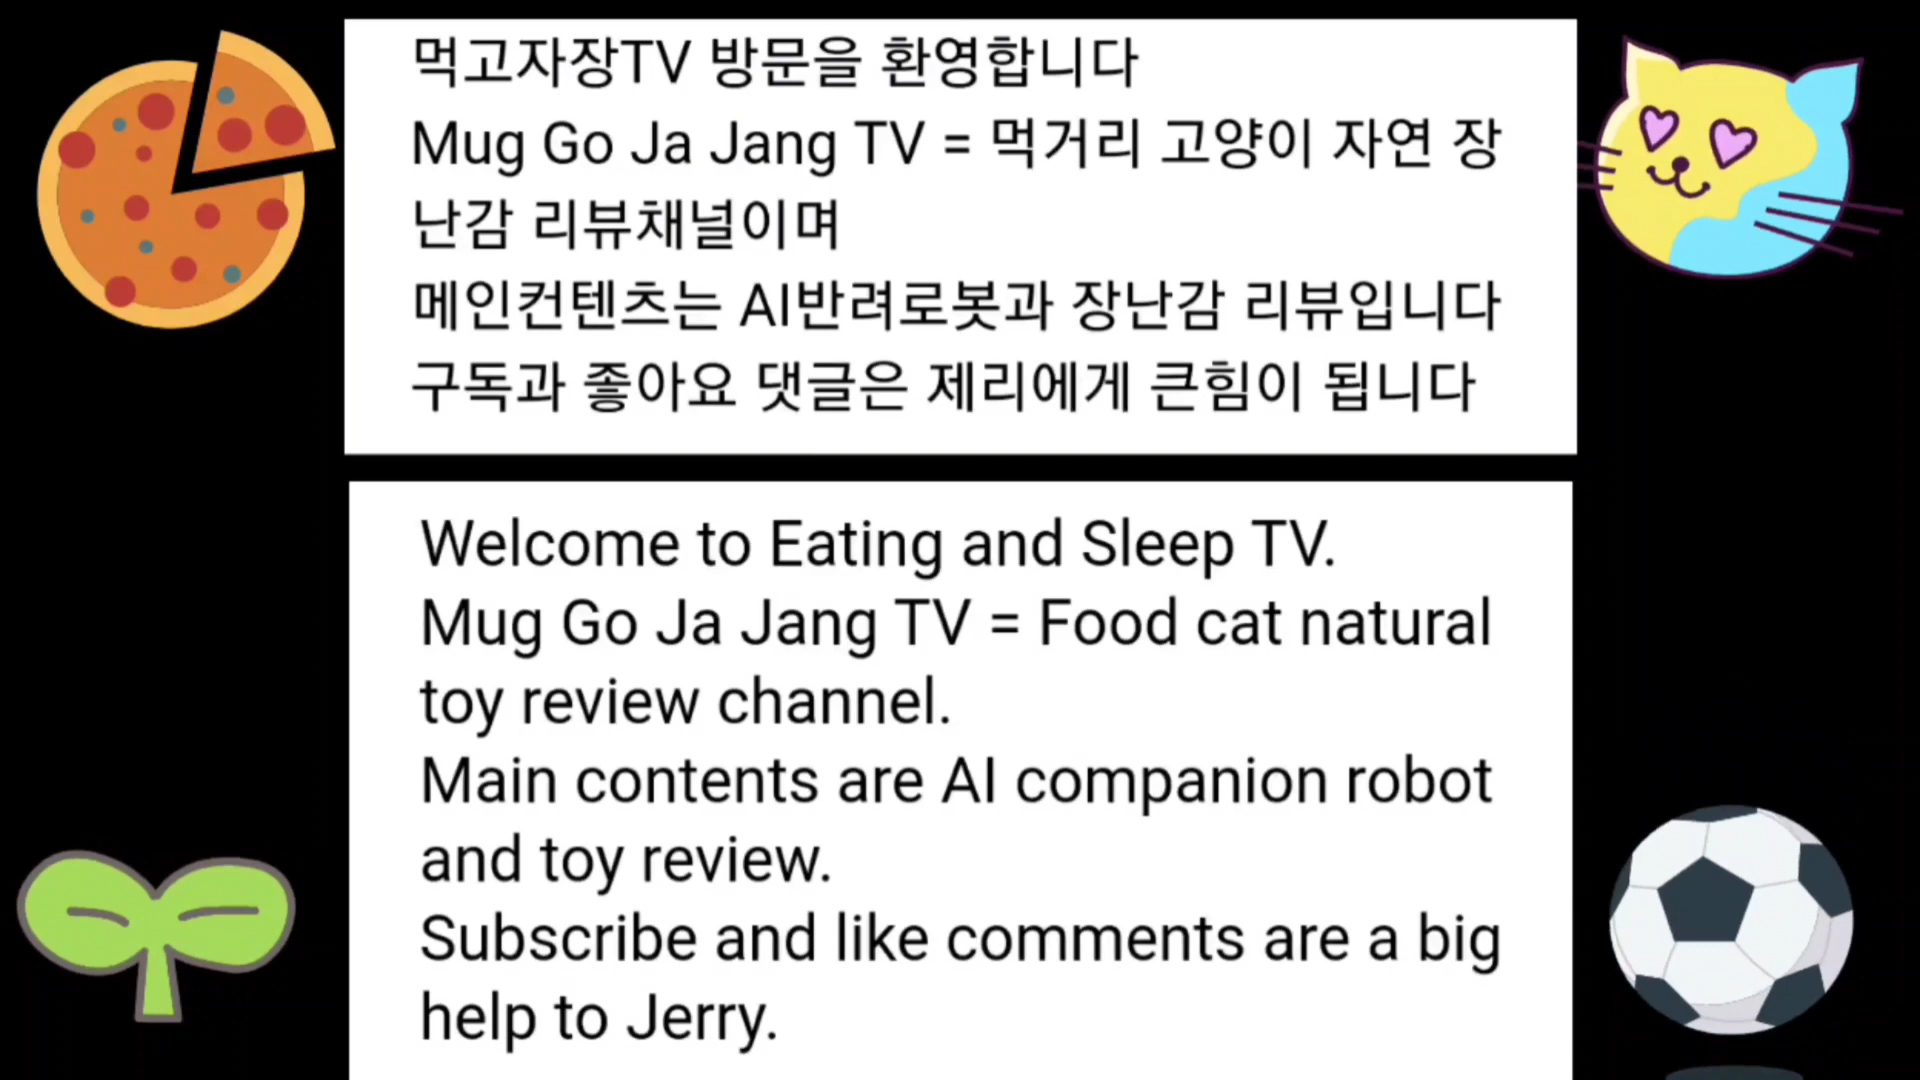 먹고자장TV 방문을 환영합니다
Mug Go Ja Jang TV = 먹거리 고양이 자연 장
난감 리뷰채널이며
메인컨텐츠는 AI반려로봇과 장난감 리뷰입니다
구독과 좋아요 댓글은 제리에게 큰힘이 됩니다
Welcome to Eating and Sleep TV.
Mug Go Ja Jang TV = Food cat natural
toy review channel.
Main contents are AI companion robot
and toy review.
Subscribe and like comments are a big
help to Jerry.